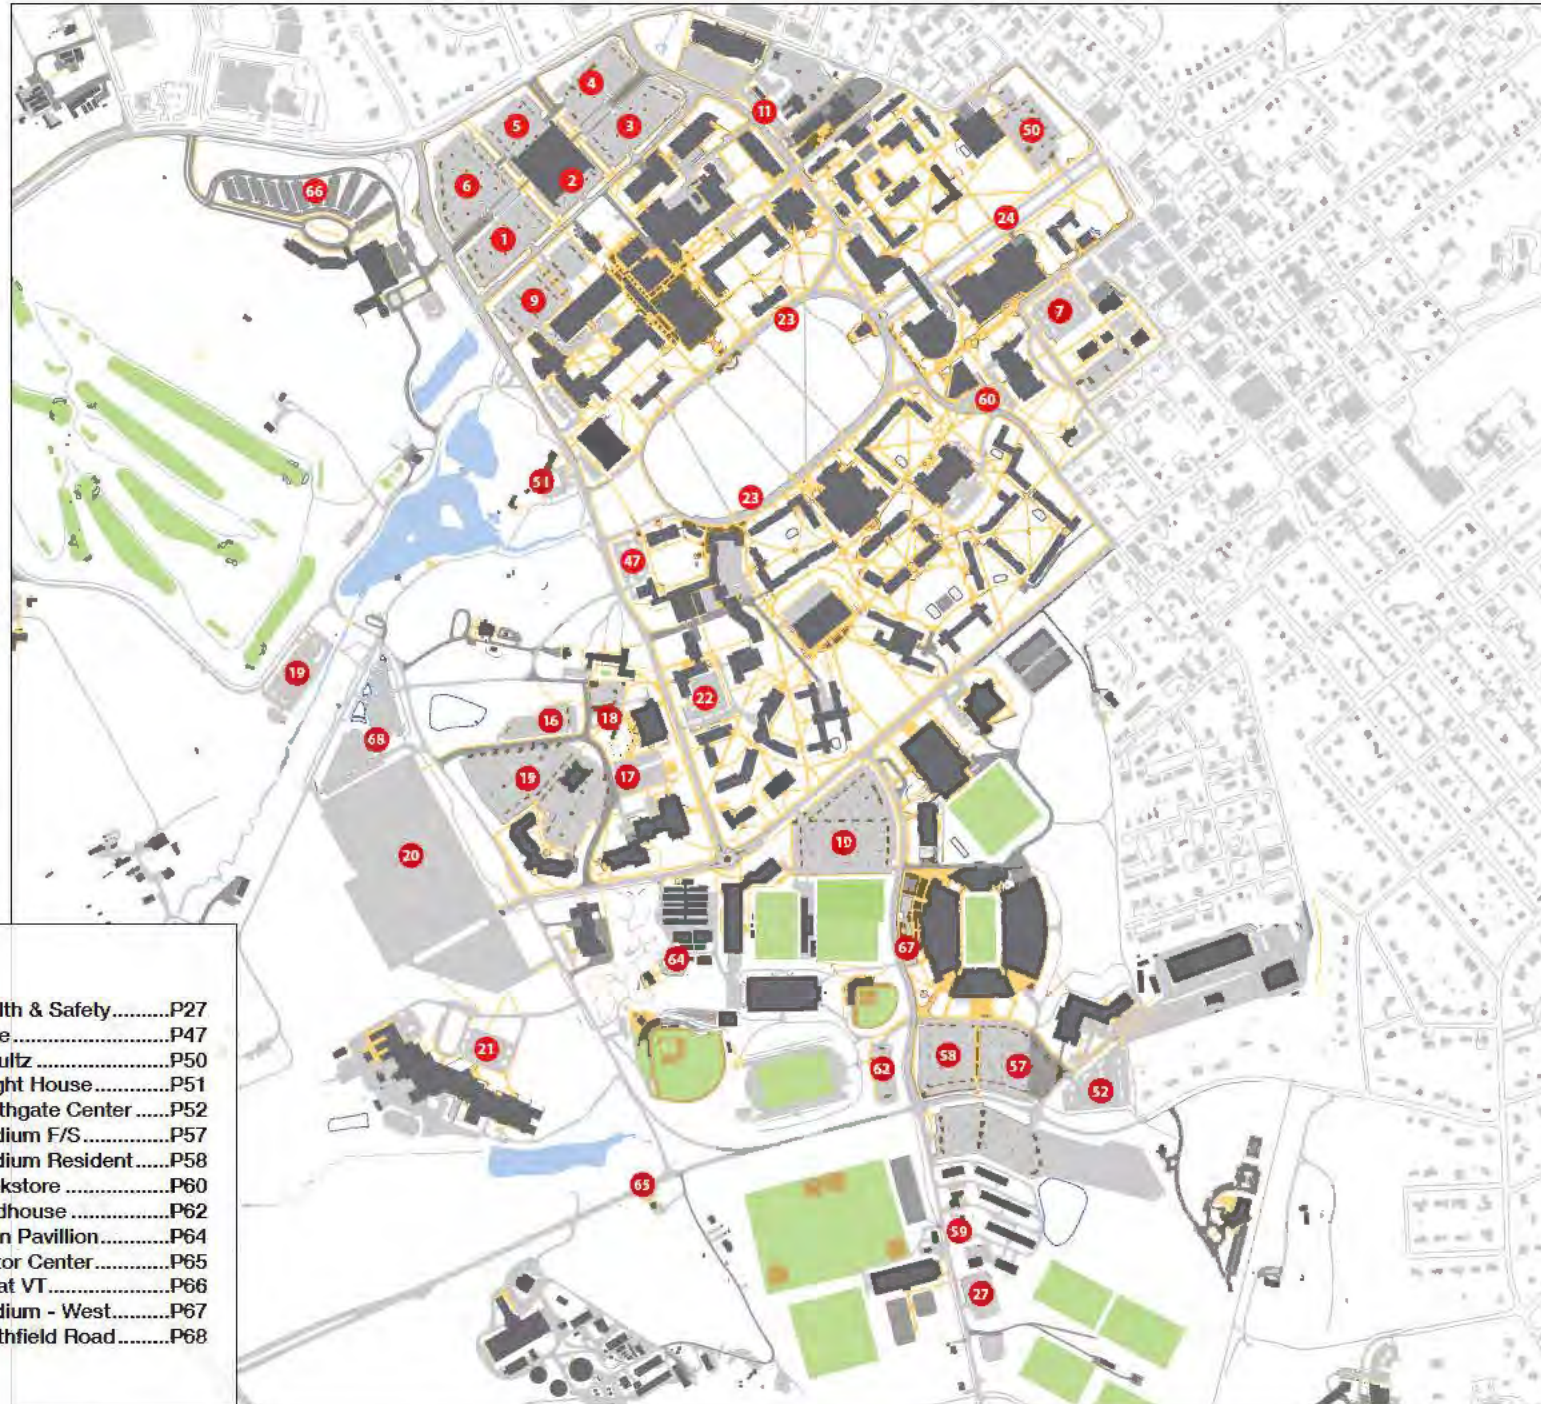 4
11
3
5
50
2
6
66
24
1
9
7
23
60
51
23
47
19
22
16
18
68
15
17
10
20
67
64
lth & Safety..........P27
e.......................P47
ultz....................P50
ght House.............P51
thgate Center......P52
dium F/S...............P57
dium Resident......P58
kstore..................P60
dhouse.................P62
n Pavillion............P64
tor Center.............P65
at VT....................P66
dium - West.........P67
thfield Road.........P68
21
58
57
62
52
65
59
27